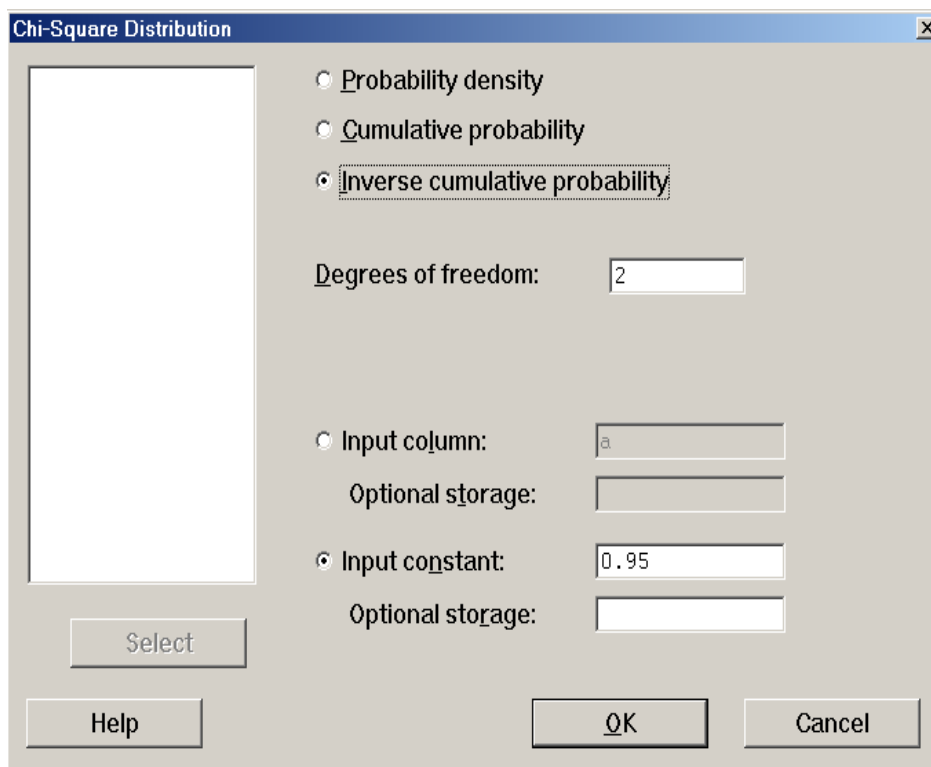 Chi-Square Distribution
Probability density
Cumulative probability
Inverse cumulative probability
Degrees of freedom: 2
Input column: a
Optional storage:
Input constant: 0.95
Optional storage:
Select
Help OK Cancel